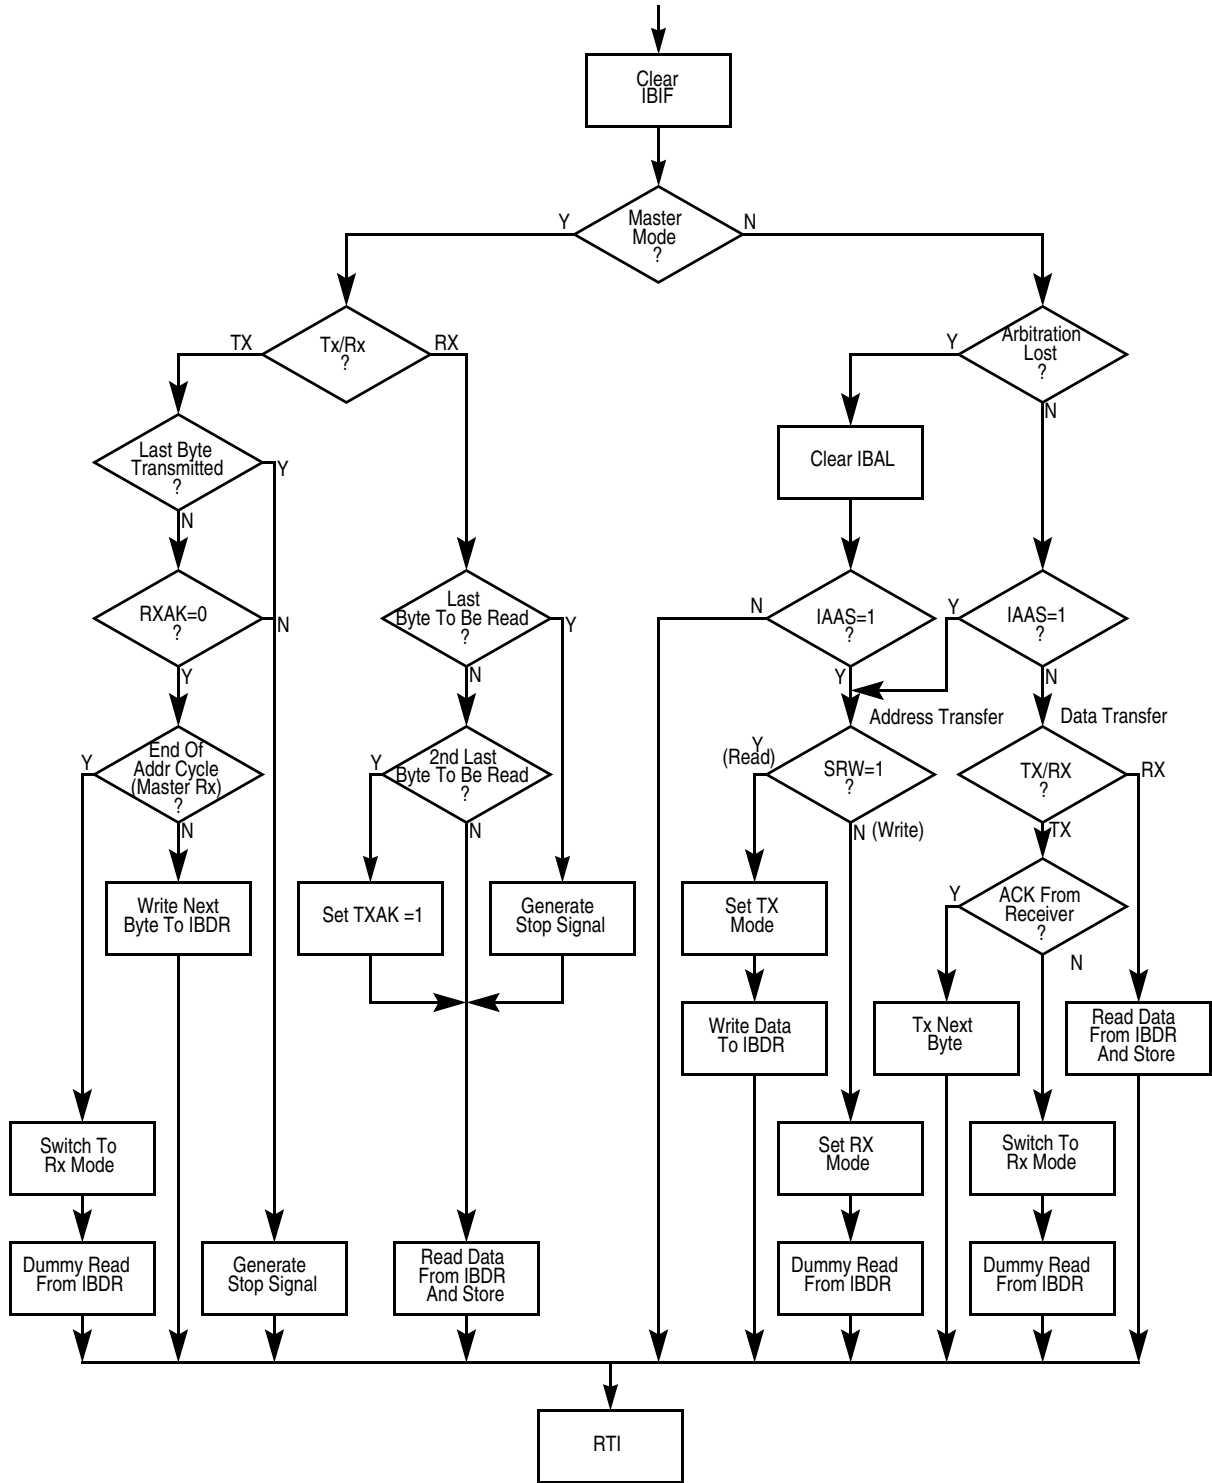 Clear
IBIF
Y
Master
Mode
?
N
TX
Tx/Rx
?
RX
Y
Arbitration
Lost
?
N
Last Byte
Transmitted
?
Y
N
Clear IBAL
RXAK=0
?
N
Y
Last
Byte To Be Read
?
Y
N
N
IAAS=1
?
Y
Y
IAAS=1
?
N
Address Transfer
Data Transfer
Y
End Of
Addr Cycle
(Master Rx)
?
N
Y
2nd Last
Byte To Be Read
?
N
Y
(Read)
SRW=1
?
N (Write)
TX/RX
?
RX
TX
Write Next
Byte To IBDR
Set TXAK =1
Generate
Stop Signal
Set TX
Mode
Y
ACK From
Receiver
?
N
Write Data
To IBDR
Tx Next
Byte
Read Data
From IBDR
And Store
Switch To
Rx Mode
Set RX
Mode
Switch To
Rx Mode
Dummy Read
From IBDR
Generate
Stop Signal
Read Data
From IBDR
And Store
Dummy Read
From IBDR
Dummy Read
From IBDR
RTI